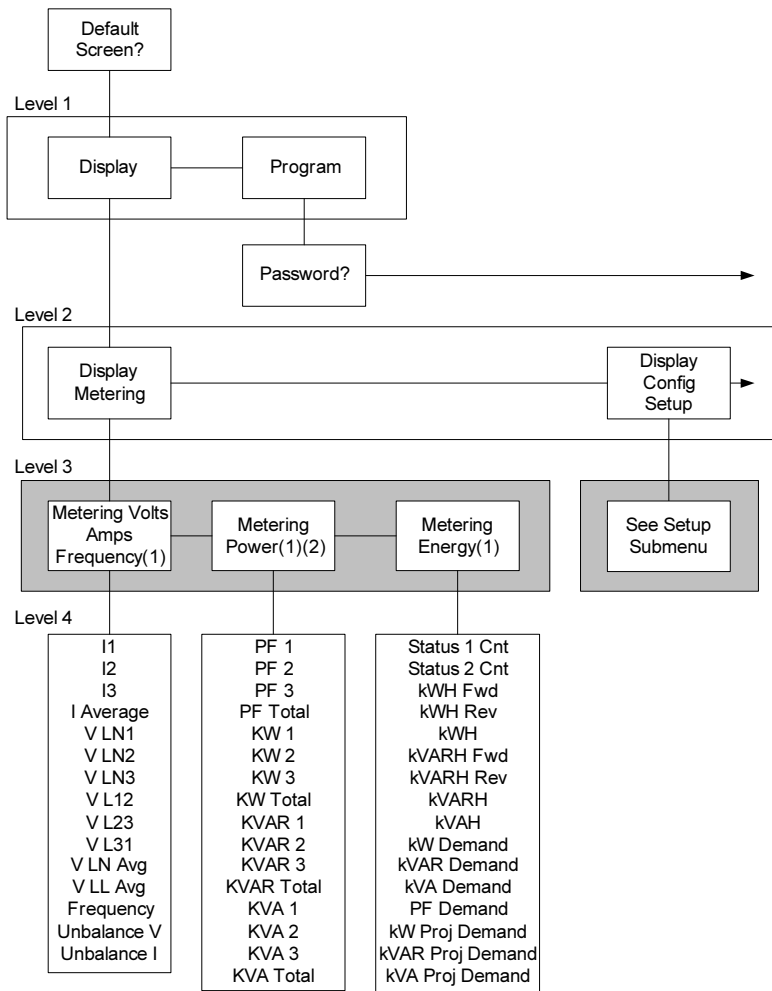 Default
Screen?
Level 1
Display
Program
Password?
Level 2
Display
Metering
Display
Config
Setup
Level 3
Metering Volts
Amps
Frequency(1)
Metering
Power(1)(2)
Metering
Energy(1)
See Setup
Submenu
Level 4
I1
I2
I3
I Average
V LN1
V LN2
V LN3
V L12
V L23
V L31
V LN Avg
V LL Avg
Frequency
Unbalance V
Unbalance I
PF 1
PF 2
PF 3
PF Total
KW 1
KW 2
KW 3
KW Total
KVAR 1
KVAR 2
KVAR 3
KVAR Total
KVA 1
KVA 2
KVA 3
KVA Total
Status 1 Cnt
Status 2 Cnt
kWH Fwd
kWH Rev
kWH
kVARH Fwd
kVARH Rev
kVARH
kVAH
kW Demand
kVAR Demand
kVA Demand
PF Demand
kW Proj Demand
kVAR Proj Demand
kVA Proj Demand